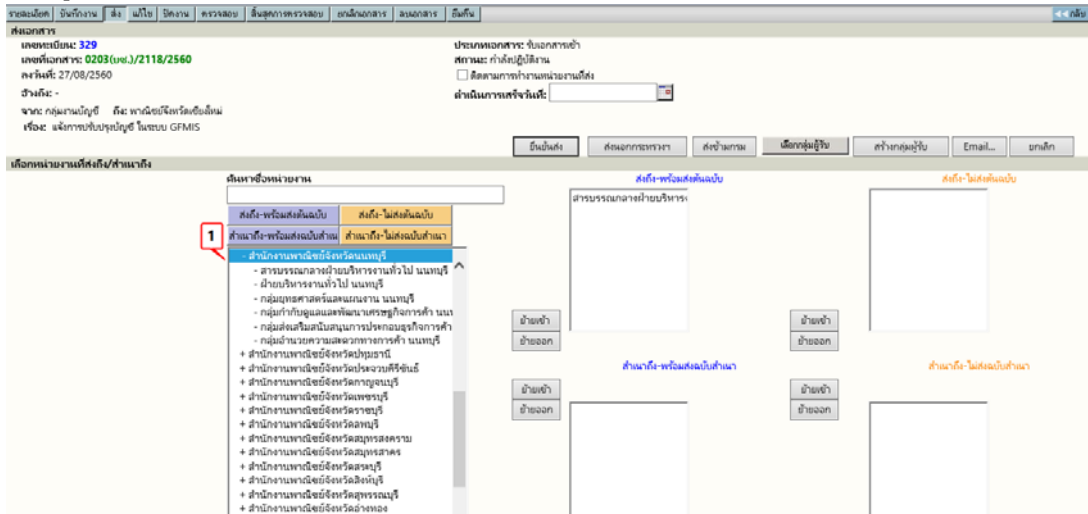 รายละเอียด บันทึกงาน ส่ง แก้ไข ปิดงาน ตรวจสอบ สิ้นสุดการตรวจสอบ ยกเลิกเอกสาร ลบเอกสาร ยืมคืน << กลับ
ส่งเอกสาร
เลขทะเบียน: 329 ประเภทเอกสาร: รับเอกสารเข้า
เลขที่เอกสาร: 0203(บช.)/2118/2560 สถานะ: กำลังปฏิบัติงาน
ลงวันที่: 27/08/2560 ติดตามการทำงานหน่วยงานที่ส่ง
อ้างถึง: - ดำเนินการเสร็จวันที่:
จาก: กลุ่มงานบัญชี ถึง: พาณิชย์จังหวัดเชียงใหม่
เรื่อง: แจ้งการปรับปรุงบัญชี ในระบบ GFMIS
ยืนยันส่ง ส่งนอกกระทรวงฯ ส่งข้ามกรม เลือกกลุ่มผู้รับ สร้างกลุ่มผู้รับ Email... ยกเลิก
เลือกหน่วยงานที่ส่งถึง/สำเนาถึง
ค้นหาชื่อหน่วยงาน ส่งถึง-พร้อมส่งต้นฉบับ ส่งถึง-ไม่ส่งต้นฉบับ
สารบรรณกลางฝ่ายบริหาร
ส่งถึง-พร้อมส่งต้นฉบับ ส่งถึง-ไม่ส่งต้นฉบับ
1 สำเนาถึง-พร้อมส่งฉบับสำเน สำเนาถึง-ไม่ส่งฉบับสำเนา
- สำนักงานพาณิชย์จังหวัดนนทบุรี
- สารบรรณกลางฝ่ายบริหารงานทั่วไป นนทบุรี
- ฝ่ายบริหารงานทั่วไป นนทบุรี
- กลุ่มยุทธศาสตร์และแผนงาน นนทบุรี
- กลุ่มกำกับดูแลและพัฒนาเศรษฐกิจการค้า นนท
- กลุ่มส่งเสริมสนับสนุนการประกอบธุรกิจการค้า
ย้ายเข้า ย้ายเข้า
- กลุ่มอำนวยความสะดวกทางการค้า นนทบุรี
ย้ายออก ย้ายออก
+ สำนักงานพาณิชย์จังหวัดปทุมธานี
+ สำนักงานพาณิชย์จังหวัดประจวบคีรีขันธ์ สำเนาถึง-พร้อมส่งฉบับสำเนา สำเนาถึง-ไม่ส่งฉบับสำเนา
+ สำนักงานพาณิชย์จังหวัดกาญจนบุรี ย้ายเข้า ย้ายเข้า
+ สำนักงานพาณิชย์จังหวัดเพชรบุรี
+ สำนักงานพาณิชย์จังหวัดราชบุรี ย้ายออก ย้ายออก
+ สำนักงานพาณิชย์จังหวัดลพบุรี
+ สำนักงานพาณิชย์จังหวัดสมุทรสงคราม
+ สำนักงานพาณิชย์จังหวัดสมุทรสาคร
+ สำนักงานพาณิชย์จังหวัดสระบุรี
+ สำนักงานพาณิชย์จังหวัดสิงห์บุรี
+ สำนักงานพาณิชย์จังหวัดสุพรรณบุรี
+ สำนักงานพาณิชย์จังหวัดอ่างทอง